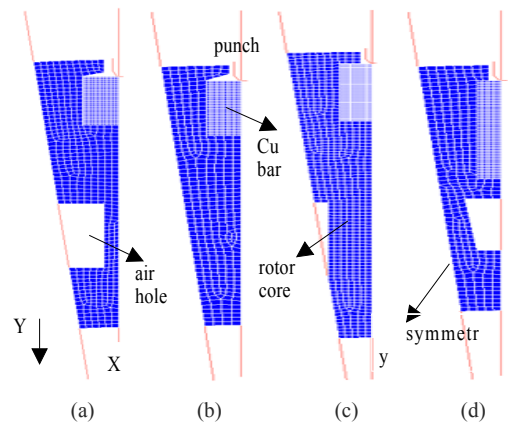 punch
Cu
bar
air
hole
rotor
core
symmetr
Y
X
y
(a)
(b)
(c)
(d)